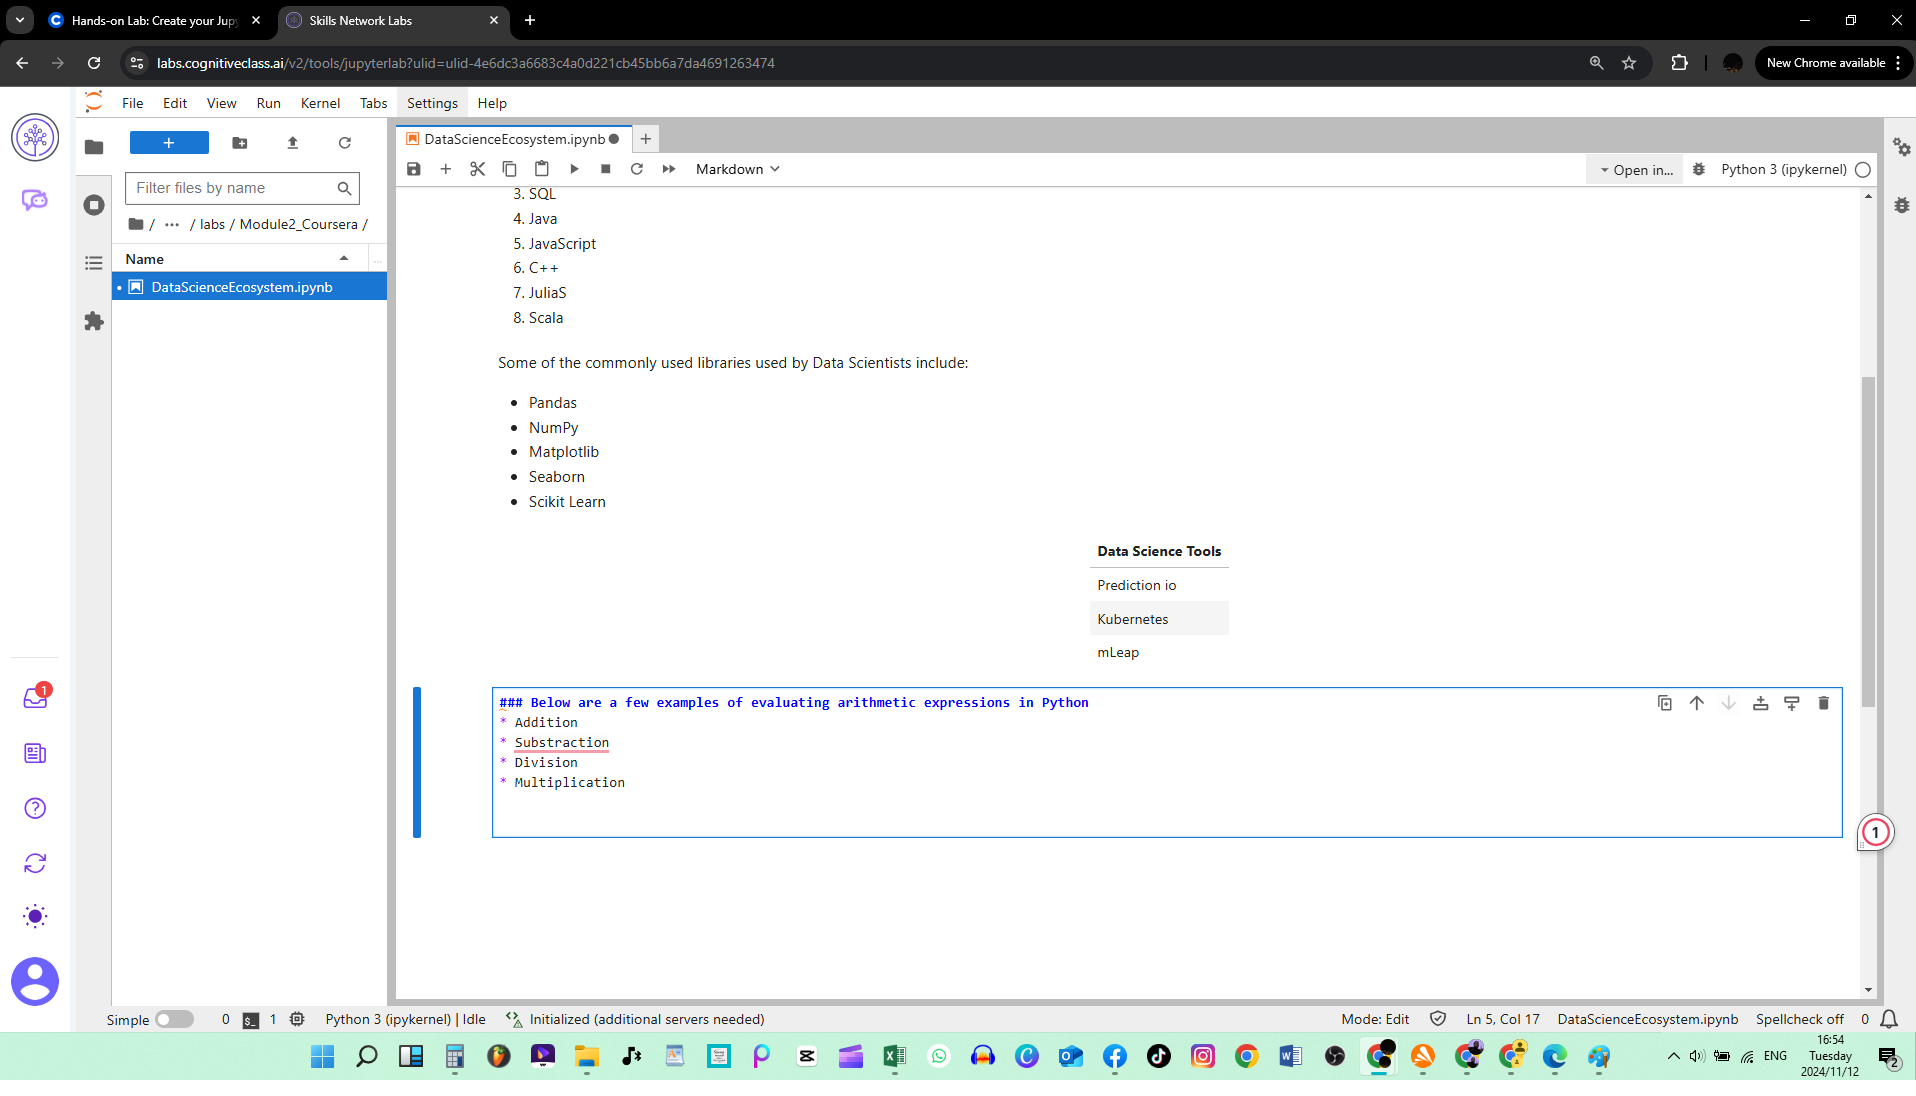 Hands-on Lab: Create your Jup
Skills Network Labs
labs.cognitiveclass.ai/v2/tools/jupyterlab?ulid=ulid-4e6dc3a6683c4a0d221cb45bb6a7da4691263474
New Chrome available
File Edit View Run Kernel Tabs Settings Help
DataScienceEcosystem.ipynb
Markdown
Open in...
Python 3 (ipykernel)
Filter files by name
/ ··· / labs / Module2_Coursera /
Name
DataScienceEcosystem.ipynb
3. SQL
4. Java
5. JavaScript
6. C++
7. JuliaS
8. Scala
Some of the commonly used libraries used by Data Scientists include:
• Pandas
• NumPy
• Matplotlib
• Seaborn
• Scikit Learn
Data Science Tools
Prediction io
Kubernetes
mLeap
### Below are a few examples of evaluating arithmetic expressions in Python
* Addition
* Substraction
* Division
* Multiplication
1
1
Simple 0 $_ 1 Python 3 (ipykernel) | Idle Initialized (additional servers needed) Mode: Edit Ln 5, Col 17 DataScienceEcosystem.ipynb Spellcheck off 0
ENG
16:54
Tuesday
2024/11/12
2